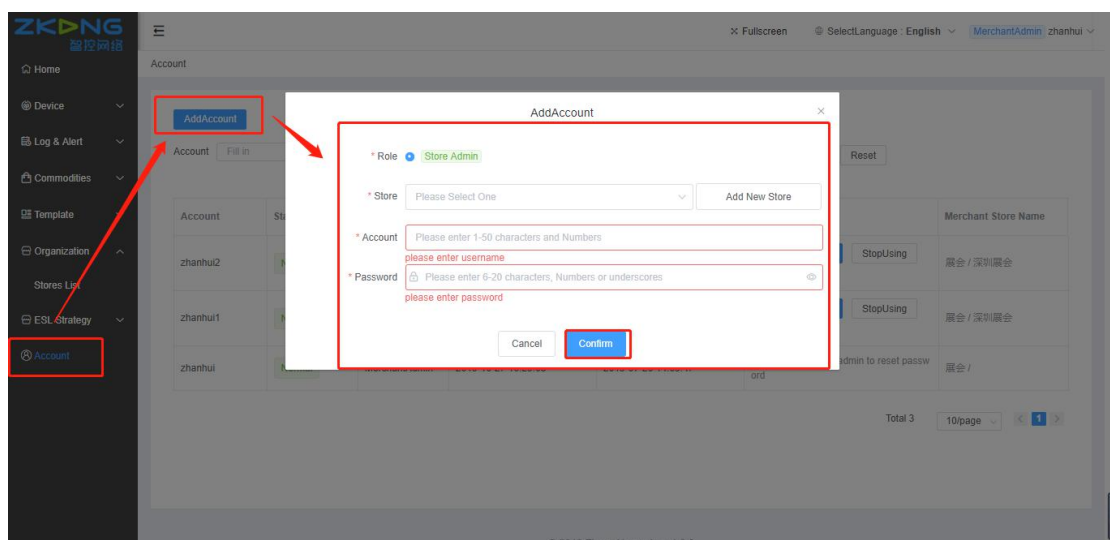 ZKDNG
智控网络
Fullscreen
SelectLanguage : English
MerchantAdmin zhanhui
Home
Account
Device
Log & Alert
Commodities
Template
Organization
Stores List
ESL Strategy
Account
AddAccount
Account Fill in
Reset
Account
Merchant Store Name
zhanhui2
StopUsing
展会 / 深圳展会
zhanhui1
StopUsing
展会 / 深圳展会
zhanhui
admin to reset passw
ord
展会 /
Total 3
10/page
1
AddAccount
* Role Store Admin
* Store Please Select One Add New Store
* Account Please enter 1-50 characters and Numbers
please enter username
* Password Please enter 6-20 characters, Numbers or underscores
please enter password
Cancel Confirm